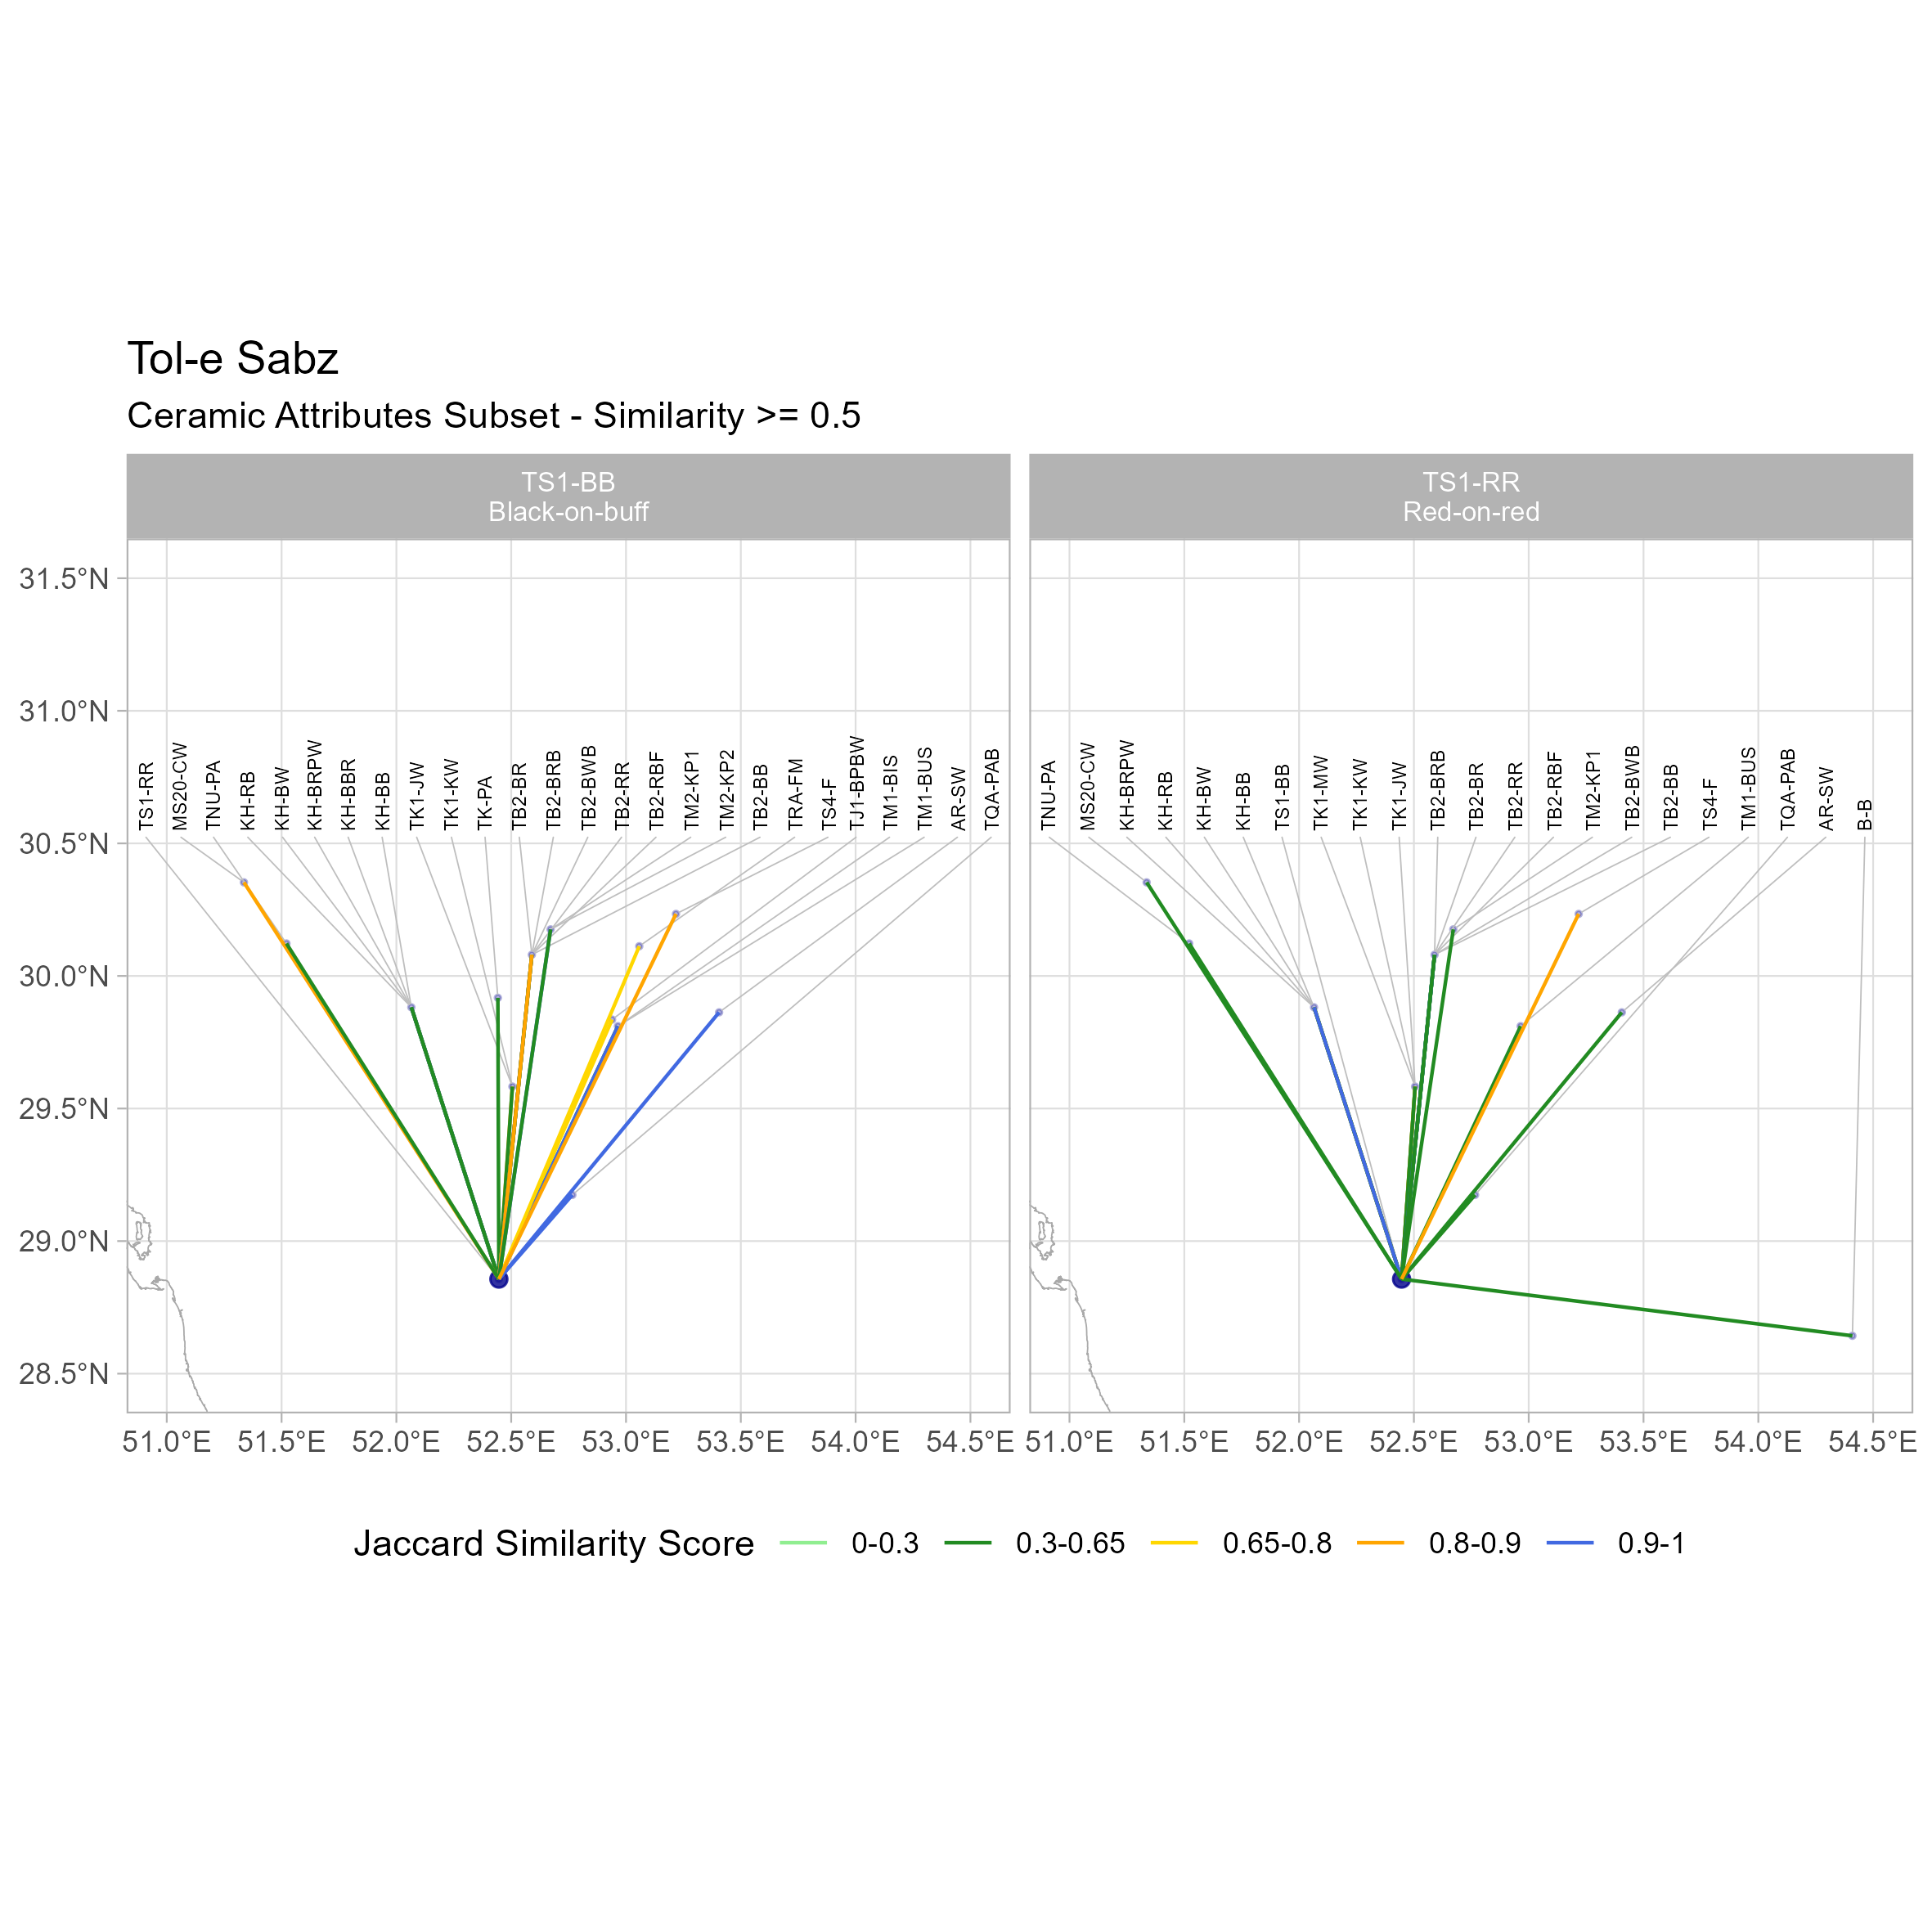 Tol-e Sabz
Ceramic Attributes Subset - Similarity >= 0.5
TS1-BB
Black-on-buff
TS1-RR
Red-on-red
31.5°N
31.0°N
30.5°N
30.0°N
29.5°N
29.0°N
28.5°N
TS1-RR
MS20-CW
TNU-PA
KH-RB
KH-BW
KH-BRPW
KH-BBR
KH-BB
TK1-JW
TK1-KW
TK-PA
TB2-BR
TB2-BRB
TB2-BWB
TB2-RR
TB2-RBF
TM2-KP1
TM2-KP2
TB2-BB
TRA-FM
TS4-F
TJ1-BPBW
TM1-BIS
TM1-BUS
AR-SW
TQA-PAB
TNU-PA
MS20-CW
KH-BRPW
KH-RB
KH-BW
KH-BB
TS1-BB
TK1-MW
TK1-KW
TK1-JW
TB2-BRB
TB2-BR
TB2-RR
TB2-RBF
TM2-KP1
TB2-BWB
TB2-BB
TS4-F
TM1-BUS
TQA-PAB
AR-SW
B-B
51.0°E 51.5°E 52.0°E 52.5°E 53.0°E 53.5°E 54.0°E 54.5°E
51.0°E 51.5°E 52.0°E 52.5°E 53.0°E 53.5°E 54.0°E 54.5°E
Jaccard Similarity Score 0-0.3 0.3-0.65 0.65-0.8 0.8-0.9 0.9-1